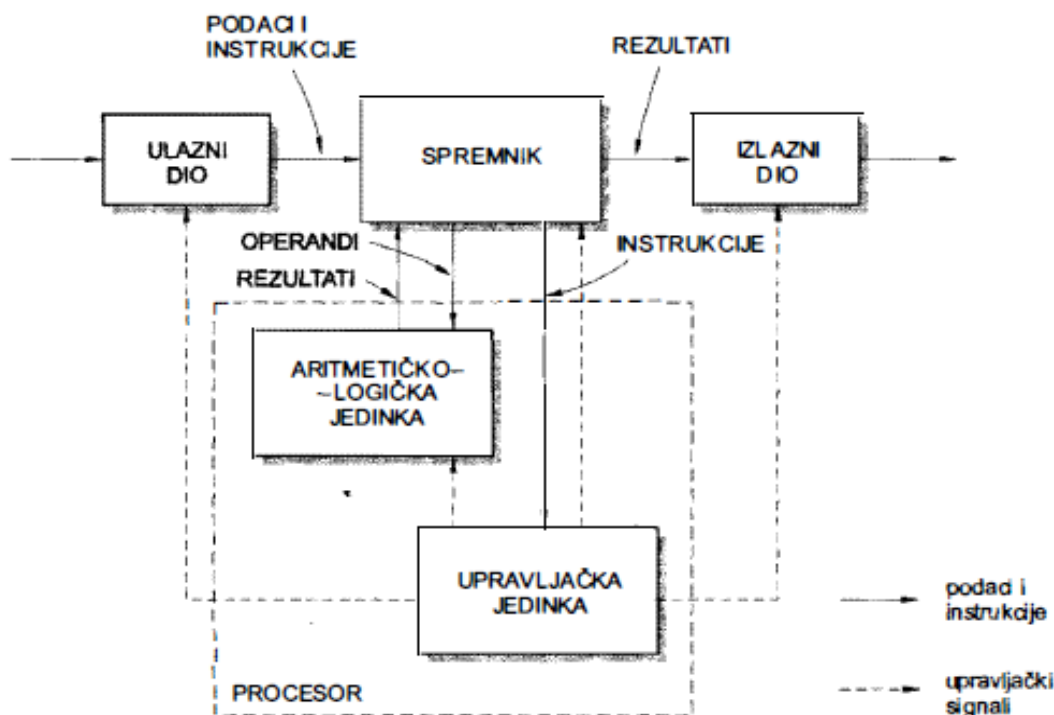 PODACI I
INSTRUKCIJE
REZULTATI
ULAZNI
DIO
SPREMNIK
IZLAZNI
DIO
OPERANDI
REZULTATI
INSTRUKCIJE
ARITMETIČKO–
–LOGIČKA
JEDINKA
UPRAVLJAČKA
JEDINKA
PROCESOR
podaci i
instrukcije
upravljački
signali